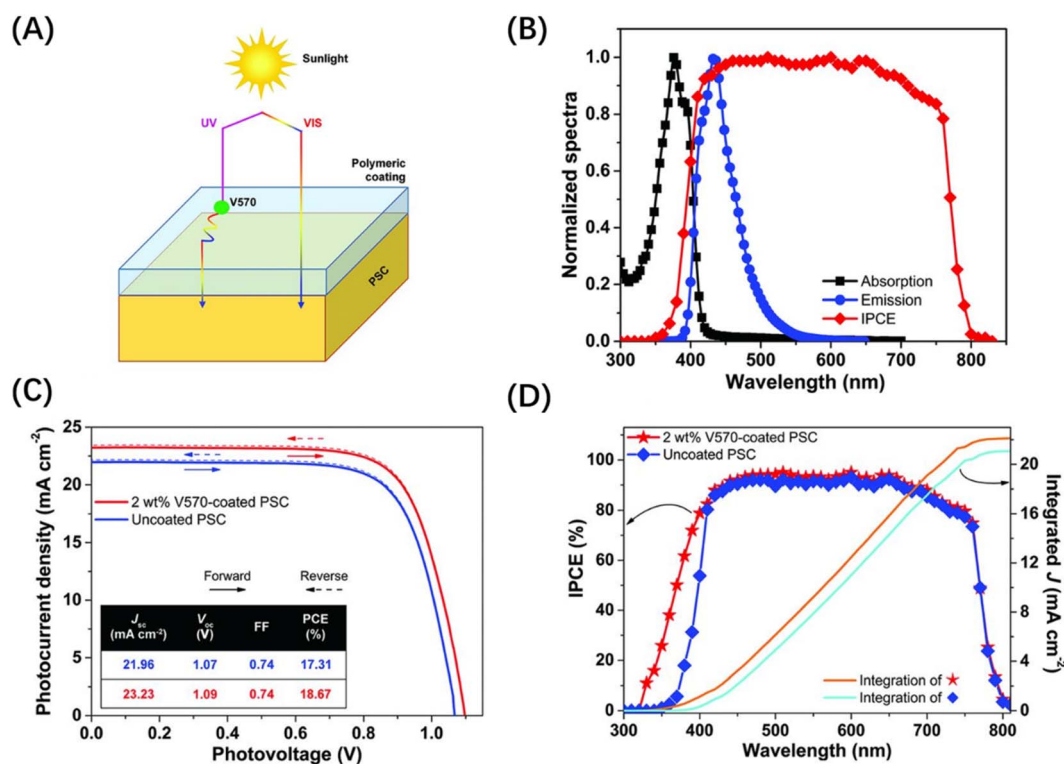 (A)
Sunlight
UV
VIS
Polymeric
coating
V570
PSC
(B)
Normalized spectra
1.0
0.8
0.6
0.4
0.2
0.0
Absorption
Emission
IPCE
300 400 500 600 700 800
Wavelength (nm)
(C)
Photocurrent density (mA cm-2)
25
20
15
10
5
0
2 wt% V570-coated PSC
Uncoated PSC
Forward Reverse
Jsc (mA cm-2) Voc (V) FF PCE (%)
21.96 1.07 0.74 17.31
23.23 1.09 0.74 18.67
0.0 0.2 0.4 0.6 0.8 1.0
Photovoltage (V)
(D)
2 wt% V570-coated PSC
Uncoated PSC
IPCE (%)
100
80
60
40
20
0
Integrated J (mA cm-2)
20
16
12
8
4
0
Integration of
Integration of
300 400 500 600 700 800
Wavelength (nm)